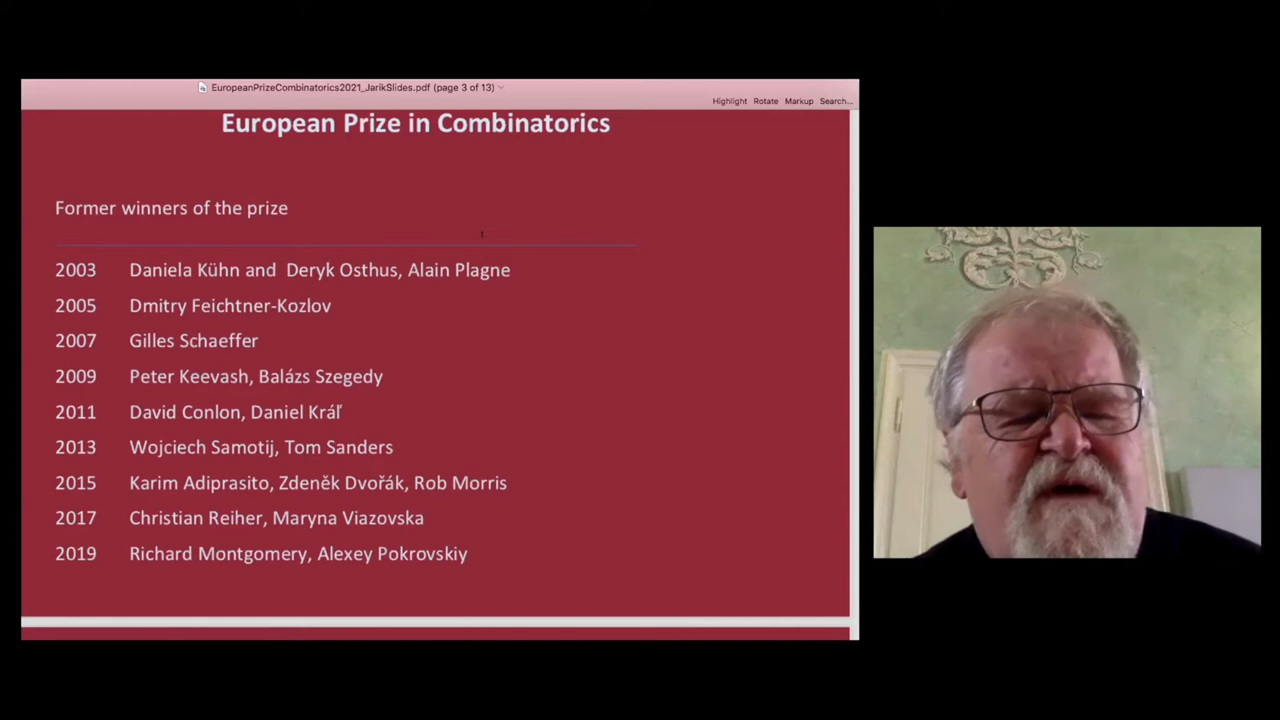 EuropeanPrizeCombinatorics2021_JarikSlides.pdf (page 3 of 13)
Highlight Rotate Markup Search...
European Prize in Combinatorics
Former winners of the prize
2003 Daniela Kühn and Deryk Osthus, Alain Plagne
2005 Dmitry Feichtner-Kozlov
2007 Gilles Schaeffer
2009 Peter Keevash, Balázs Szegedy
2011 David Conlon, Daniel Kráľ
2013 Wojciech Samotij, Tom Sanders
2015 Karim Adiprasito, Zdeněk Dvořák, Rob Morris
2017 Christian Reiher, Maryna Viazovska
2019 Richard Montgomery, Alexey Pokrovskiy